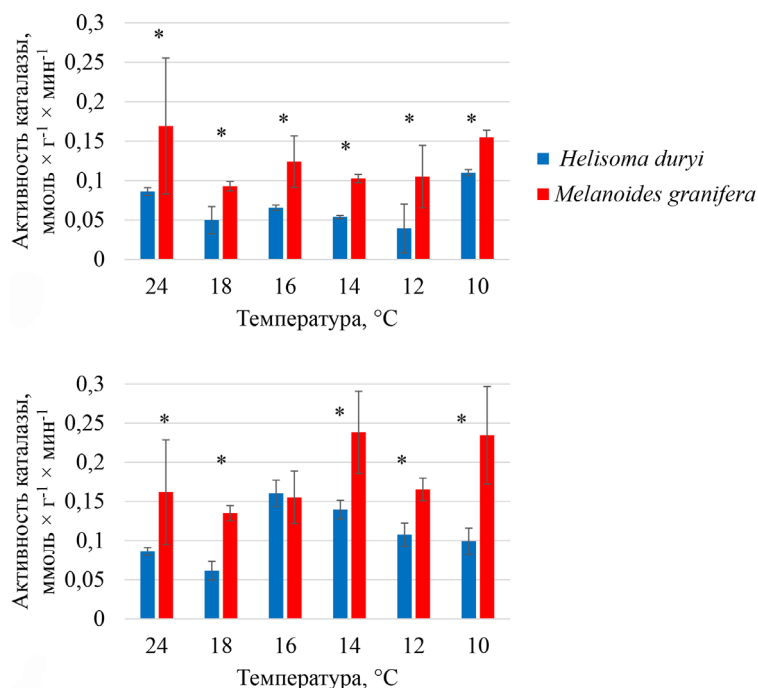 Активность каталазы,
ммоль × г⁻¹ × мин⁻¹
0,3
0,25
0,2
0,15
0,1
0,05
0
* * * * * *
24 18 16 14 12 10
Температура, °C
Helisoma duryi
Melanoides granifera
Активность каталазы,
ммоль × г⁻¹ × мин⁻¹
0,3
0,25
0,2
0,15
0,1
0,05
0
* * * * *
24 18 16 14 12 10
Температура, °C